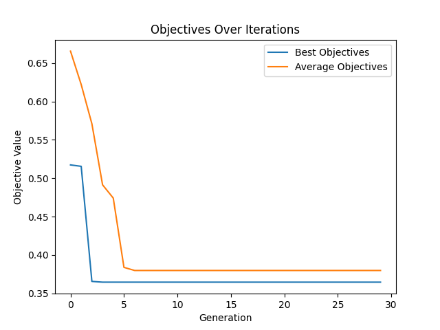 Objectives Over Iterations
Best Objectives
Average Objectives
Objective Value
0.65
0.60
0.55
0.50
0.45
0.40
0.35
0
5
10
15
20
25
30
Generation